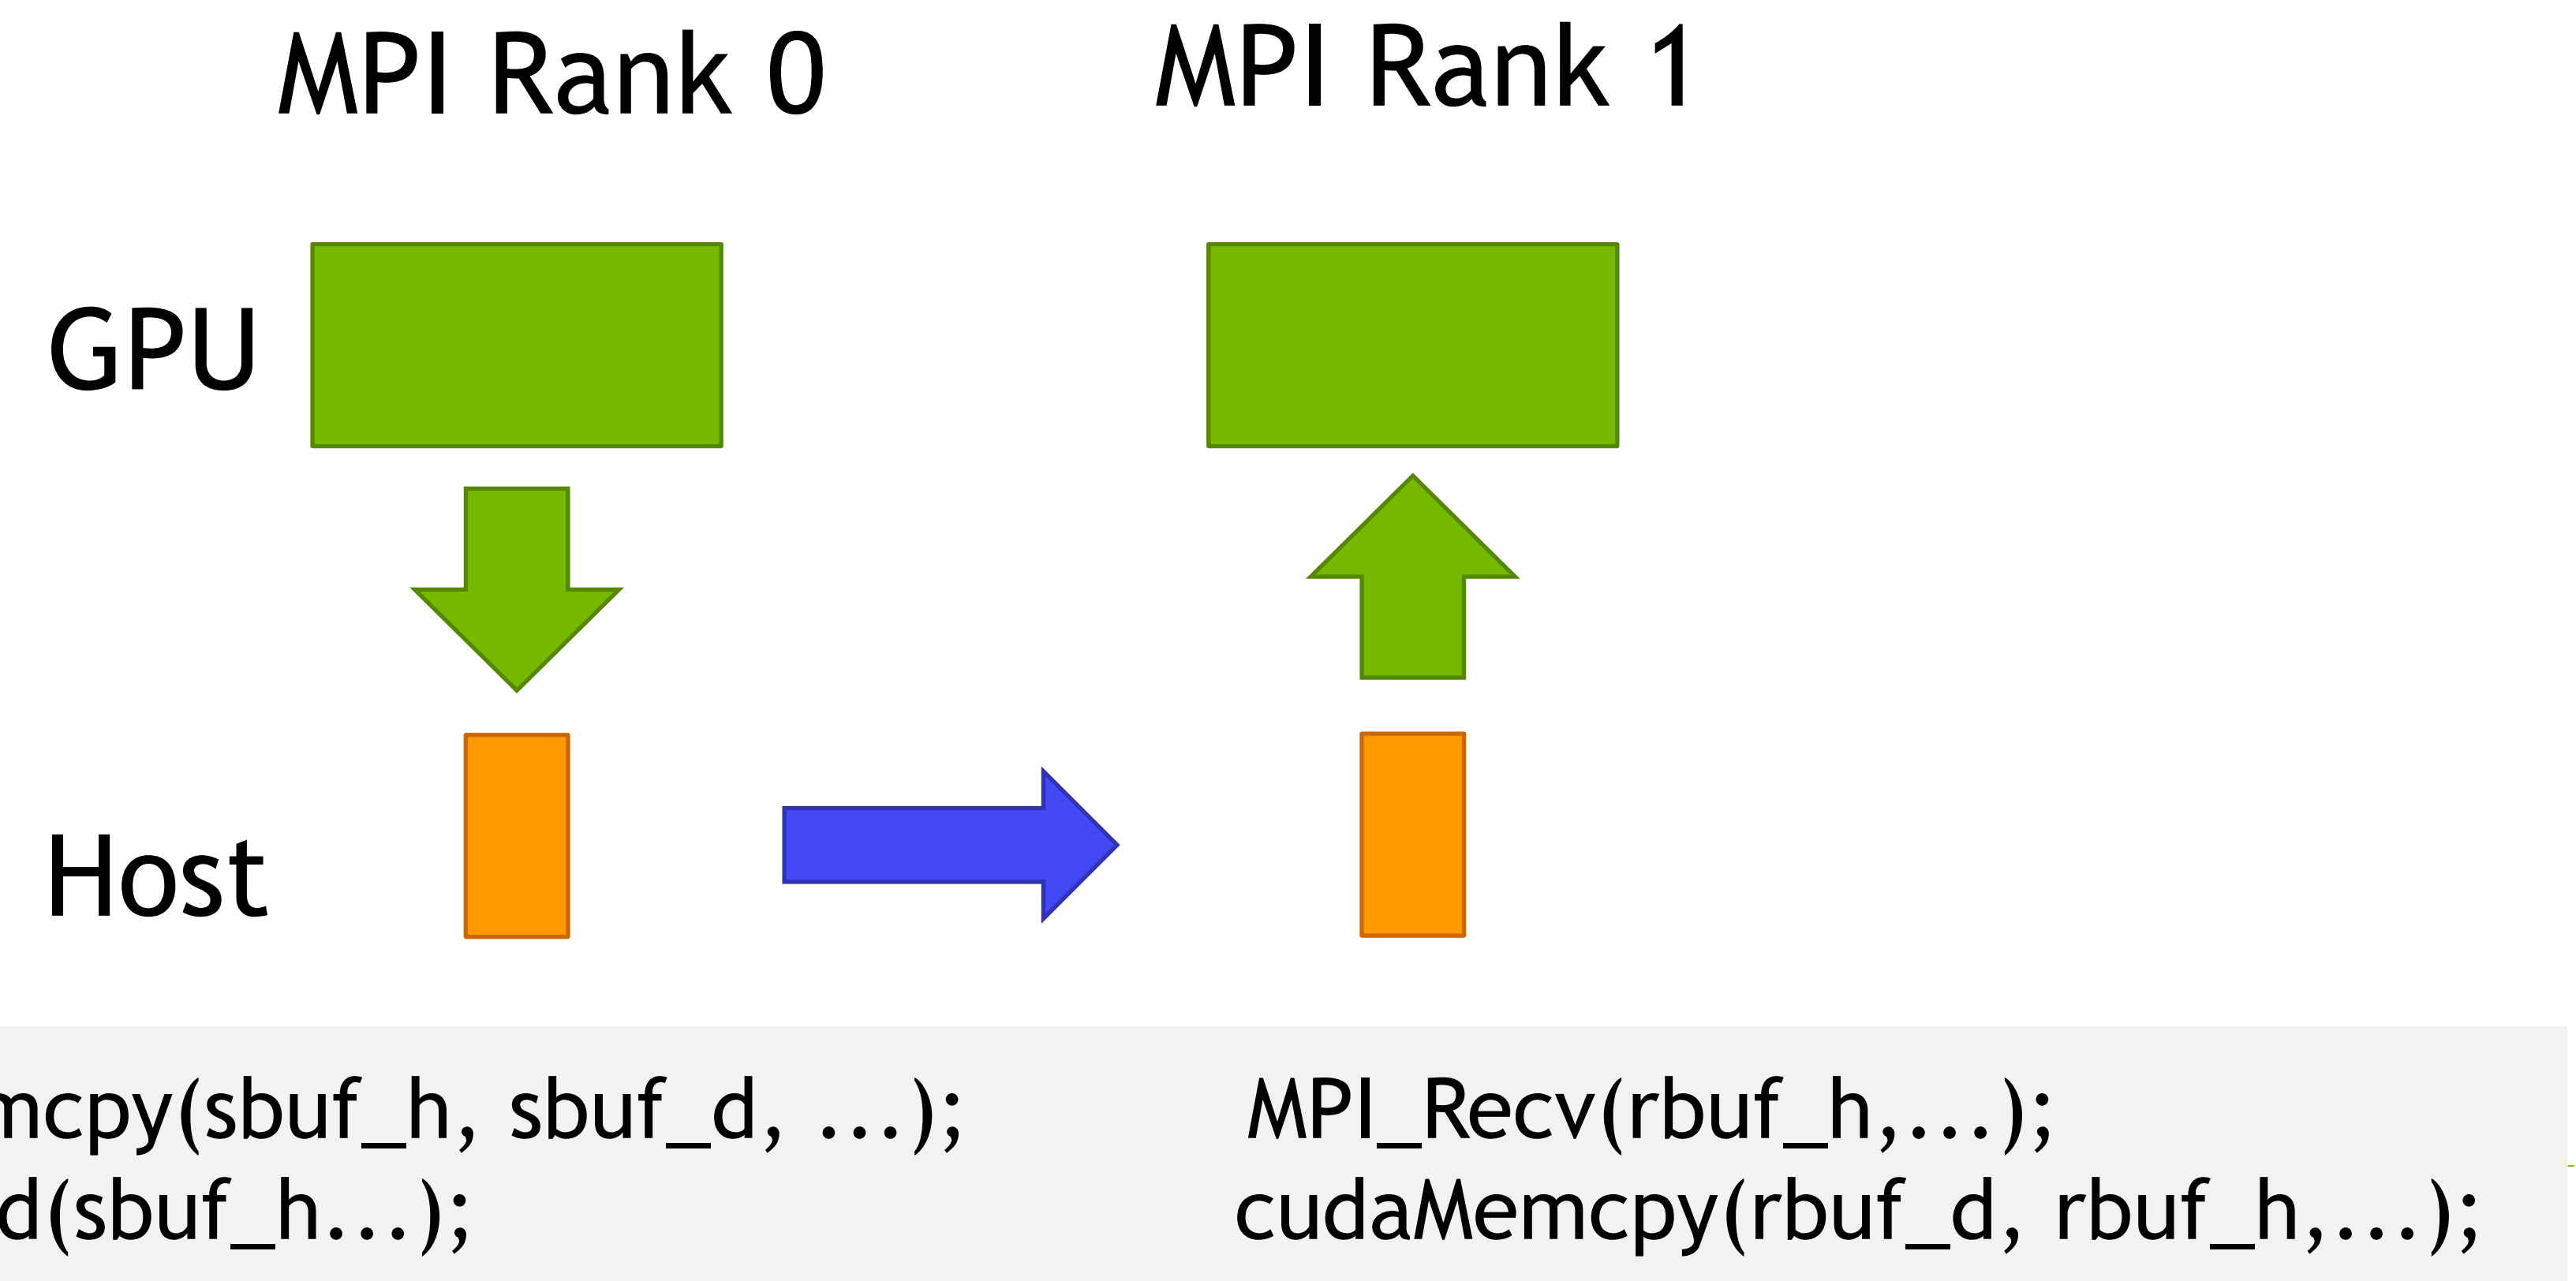 MPI Rank 0
MPI Rank 1
GPU
Host
mcpy(sbuf_h, sbuf_d, ...);
d(sbuf_h...);
MPI_Recv(rbuf_h,...);
cudaMemcpy(rbuf_d, rbuf_h,...);